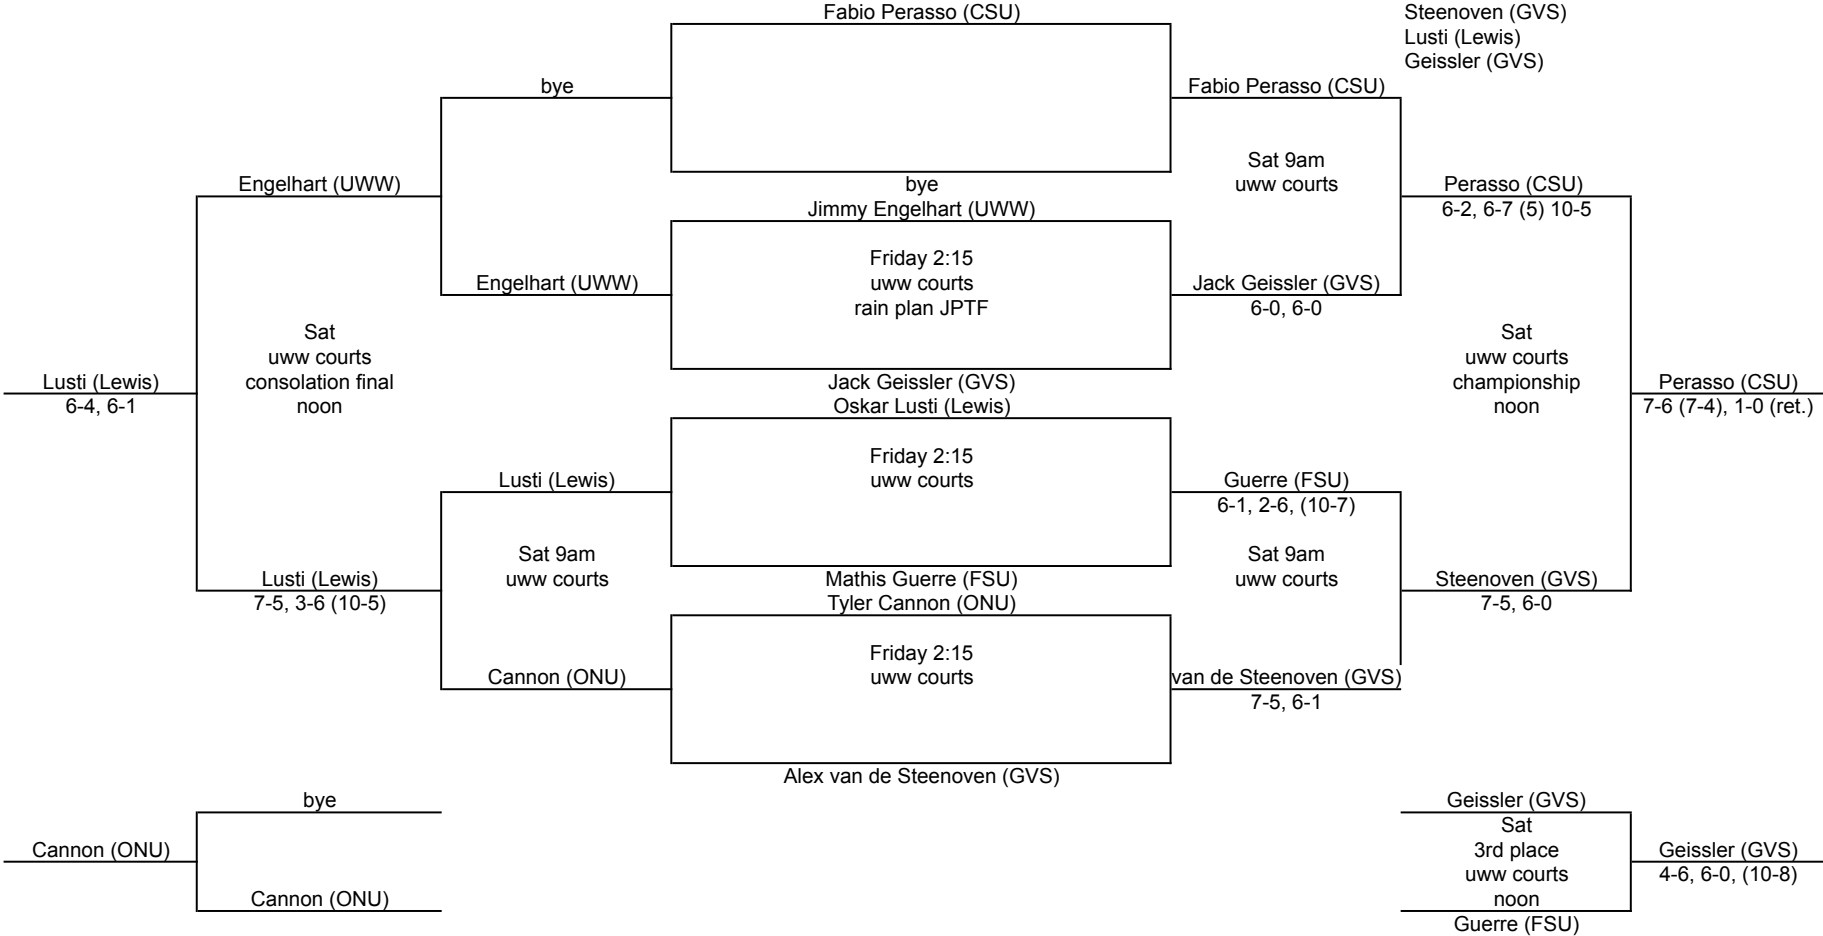 Fabio Perasso (CSU)
Steenoven (GVS)
Lusti (Lewis)
Geissler (GVS)
bye
Fabio Perasso (CSU)
Sat 9am
uww courts
Engelhart (UWW)
bye
Perasso (CSU)
6-2, 6-7 (5) 10-5
Jimmy Engelhart (UWW)
Friday 2:15
uww courts
rain plan JPTF
Engelhart (UWW)
Jack Geissler (GVS)
6-0, 6-0
Sat
uww courts
consolation final
noon
Sat
uww courts
championship
noon
Lusti (Lewis)
6-4, 6-1
Jack Geissler (GVS)
Perasso (CSU)
7-6 (7-4), 1-0 (ret.)
Oskar Lusti (Lewis)
Friday 2:15
uww courts
Lusti (Lewis)
Guerre (FSU)
6-1, 2-6, (10-7)
Sat 9am
uww courts
Sat 9am
uww courts
Lusti (Lewis)
7-5, 3-6 (10-5)
Mathis Guerre (FSU)
Steenoven (GVS)
7-5, 6-0
Tyler Cannon (ONU)
Friday 2:15
uww courts
Cannon (ONU)
van de Steenoven (GVS)
7-5, 6-1
Alex van de Steenoven (GVS)
bye
Geissler (GVS)
Sat
3rd place
uww courts
noon
Cannon (ONU)
Geissler (GVS)
4-6, 6-0, (10-8)
Cannon (ONU)
Guerre (FSU)